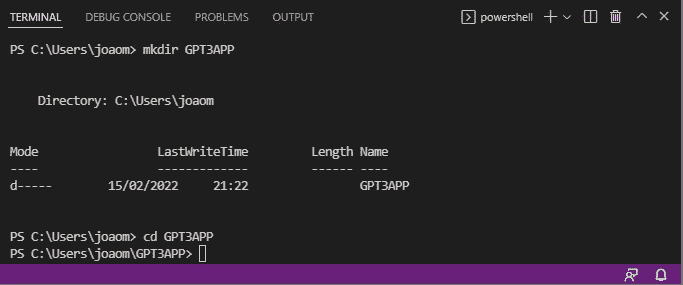 TERMINAL DEBUG CONSOLE PROBLEMS OUTPUT powershell
PS C:\Users\joaom> mkdir GPT3APP
Directory: C:\Users\joaom
Mode LastWriteTime Length Name
---- ------------- ------ ----
d----- 15/02/2022 21:22 GPT3APP
PS C:\Users\joaom> cd GPT3APP
PS C:\Users\joaom\GPT3APP>